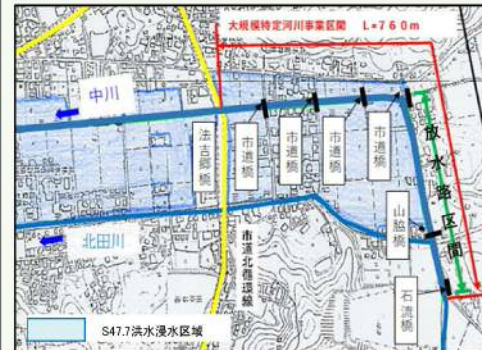 大規模特定河川事業区間 L=760m
中川
法吉郷橋
市道橋
市道橋
市道橋
市道橋
放水路区間
山脇橋
北田川
市道北循環線
石流橋
S47.7洪水浸水区域